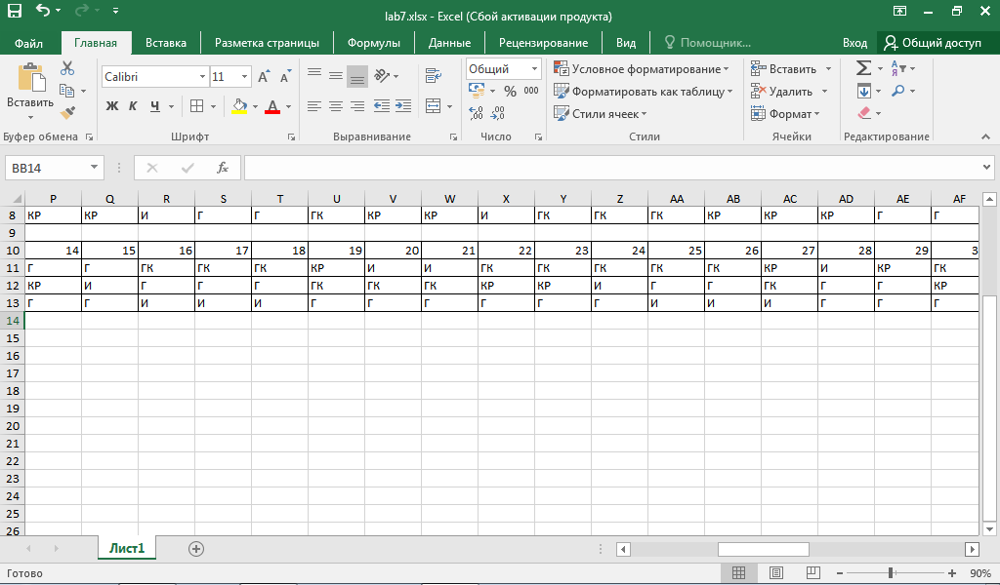 lab7.xlsx - Excel (Сбой активации продукта)
Файл Главная Вставка Разметка страницы Формулы Данные Рецензирование Вид Помощник... Вход Общий доступ
Calibri 11 Общий Условное форматирование Вставить Σ А Я
Вставить Ж К Ч А % 000 Форматировать как таблицу Удалить
Стили ячеек Формат
Буфер обмена Шрифт Выравнивание Число Стили Ячейки Редактирование
BB14 fx
P Q R S T U V W X Y Z AA AB AC AD AE AF
8 КР КР И Г Г ГК КР КР И ГК ГК ГК КР КР КР Г Г
9
10 14 15 16 17 18 19 20 21 22 23 24 25 26 27 28 29 3
11 Г Г ГК ГК ГК КР И И ГК ГК ГК ГК ГК КР И КР ГК
12 КР И Г Г Г ГК ГК ГК КР КР И Г Г ГК Г Г КР
13 Г Г И И И Г Г Г Г Г Г И И И Г Г Г
14
15
16
17
18
19
20
21
22
23
24
25
26
Лист1
Готово 90%